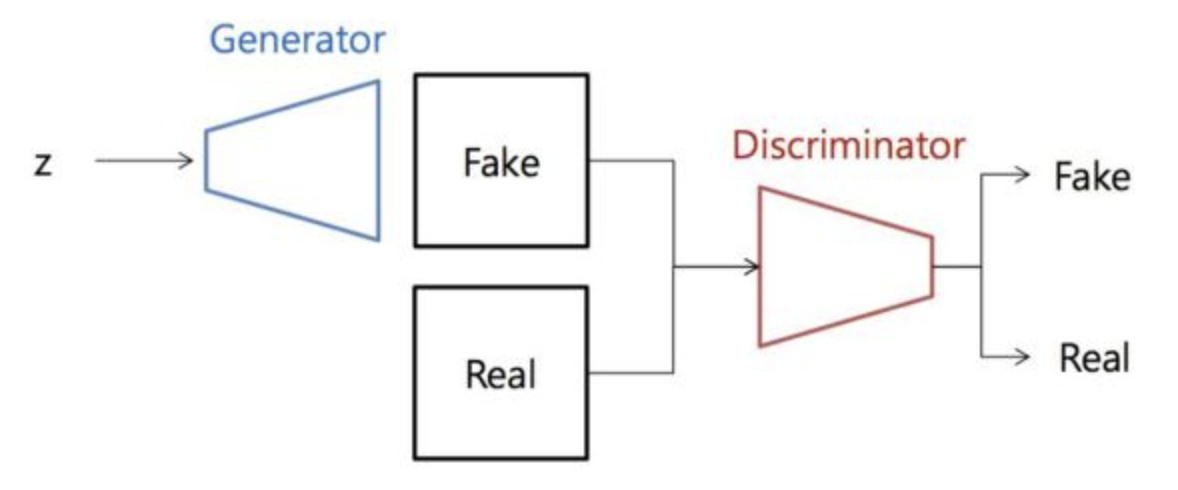 Generator
z
Fake
Discriminator
Fake
Real
Real